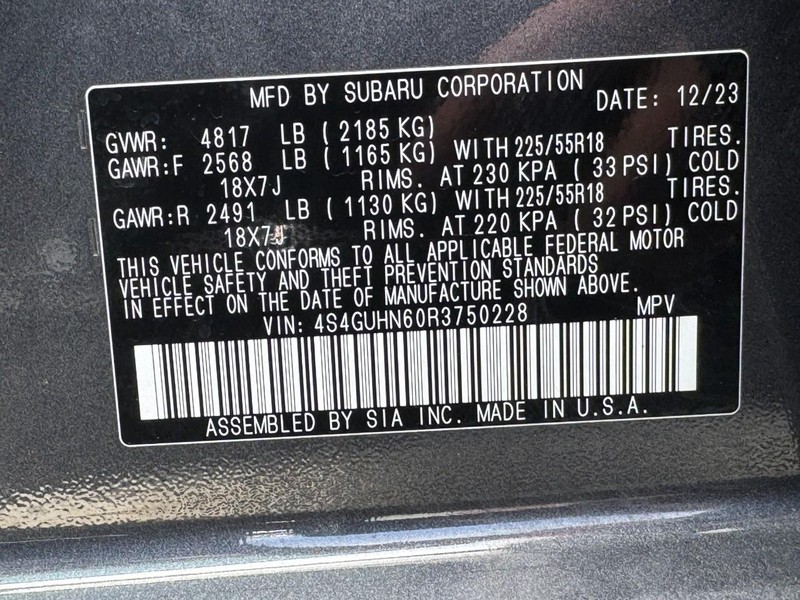 MFD BY SUBARU CORPORATION DATE: 12/23
GVWR: 4817 LB ( 2185 KG)
GAWR:F 2568 LB ( 1165 KG) WITH 225/55R18 TIRES.
18X7J RIMS. AT 230 KPA ( 33 PSI) COLD
GAWR:R 2491 LB ( 1130 KG) WITH 225/55R18 TIRES.
18X7J RIMS. AT 220 KPA ( 32 PSI) COLD
THIS VEHICLE CONFORMS TO ALL APPLICABLE FEDERAL MOTOR
VEHICLE SAFETY AND THEFT PREVENTION STANDARDS
IN EFFECT ON THE DATE OF MANUFACTURE SHOWN ABOVE.
VIN: 4S4GUHN60R3750228 MPV
ASSEMBLED BY SIA INC. MADE IN U.S.A.